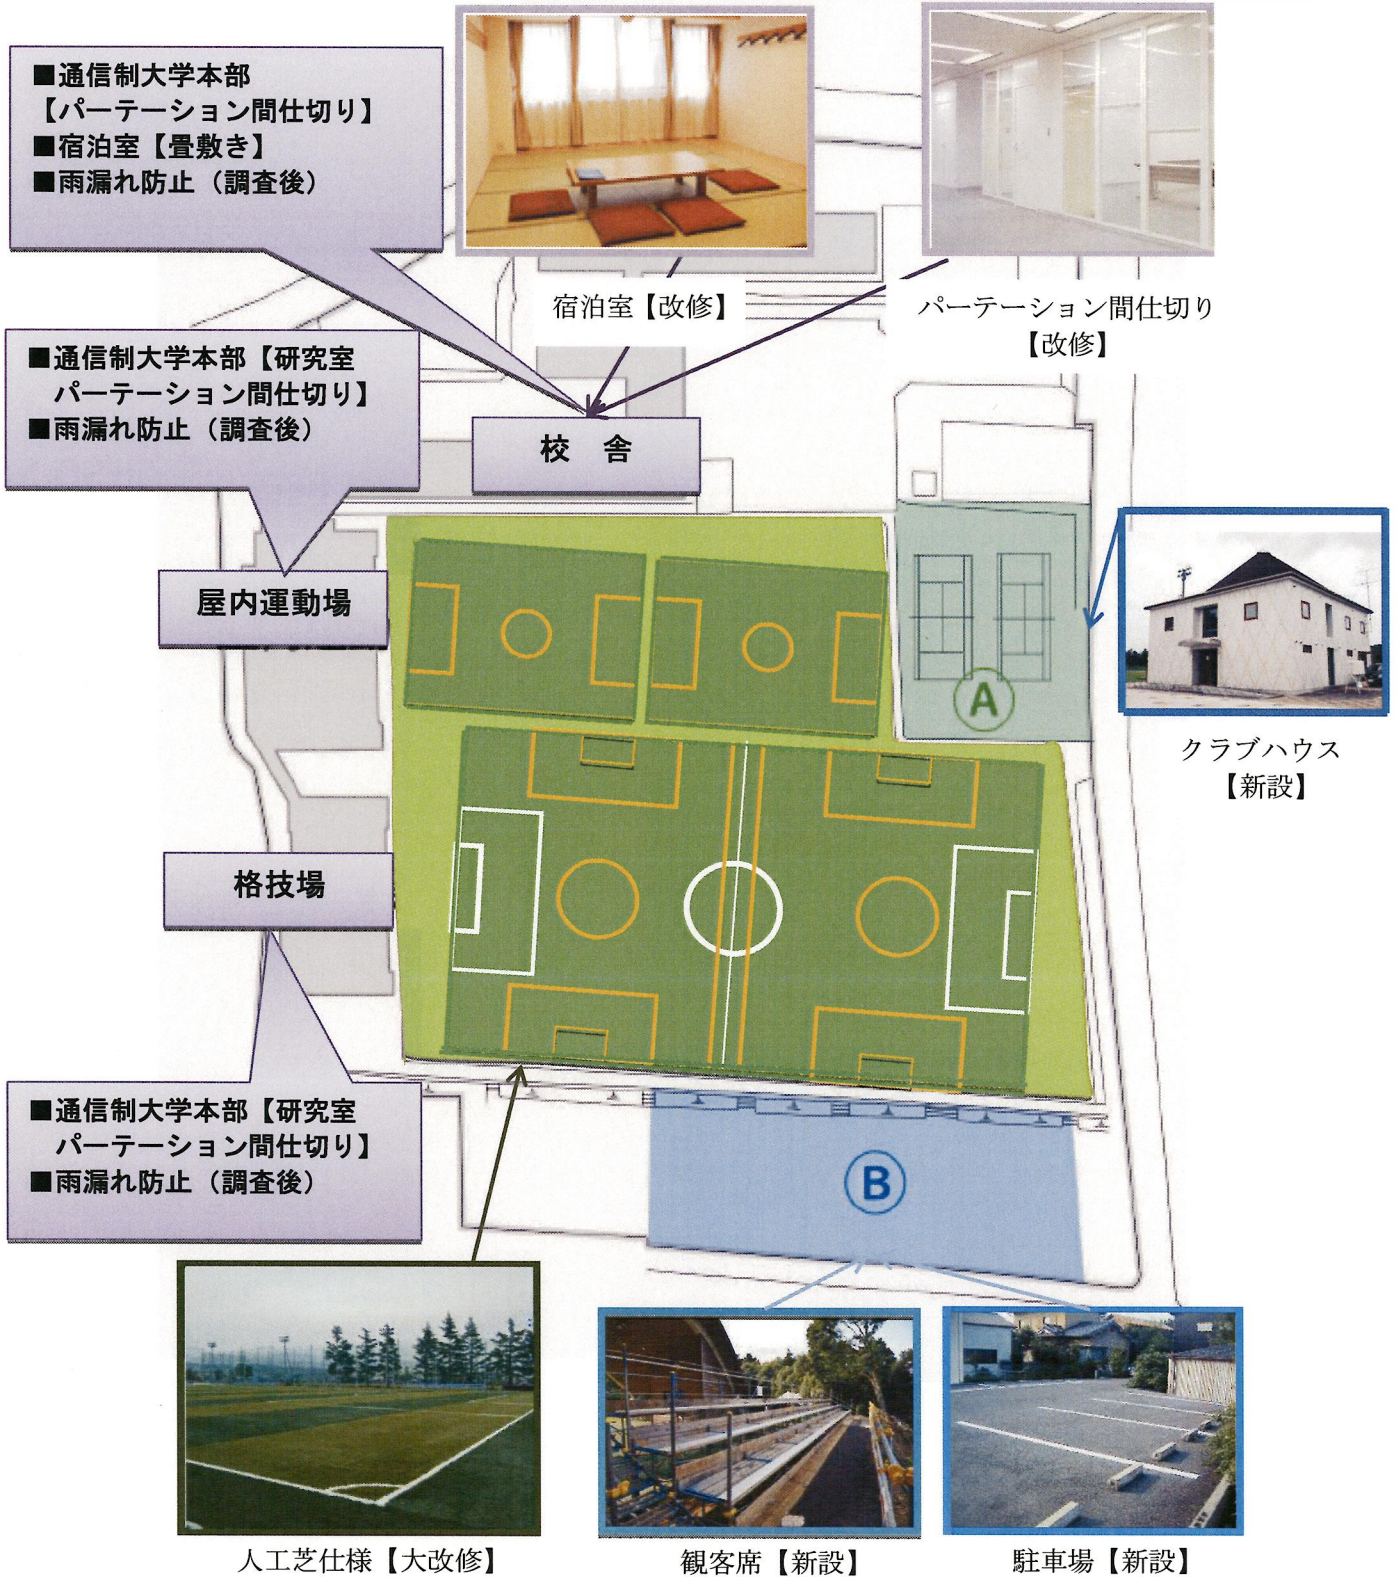 ■通信制大学本部
【パーテーション間仕切り】
■宿泊室【畳敷き】
■雨漏れ防止（調査後）
宿泊室【改修】
パーテーション間仕切り
【改修】
■通信制大学本部【研究室
パーテーション間仕切り】
■雨漏れ防止（調査後）
校　舎
屋内運動場
A
クラブハウス
【新設】
格技場
■通信制大学本部【研究室
パーテーション間仕切り】
■雨漏れ防止（調査後）
B
人工芝仕様【大改修】
観客席【新設】
駐車場【新設】